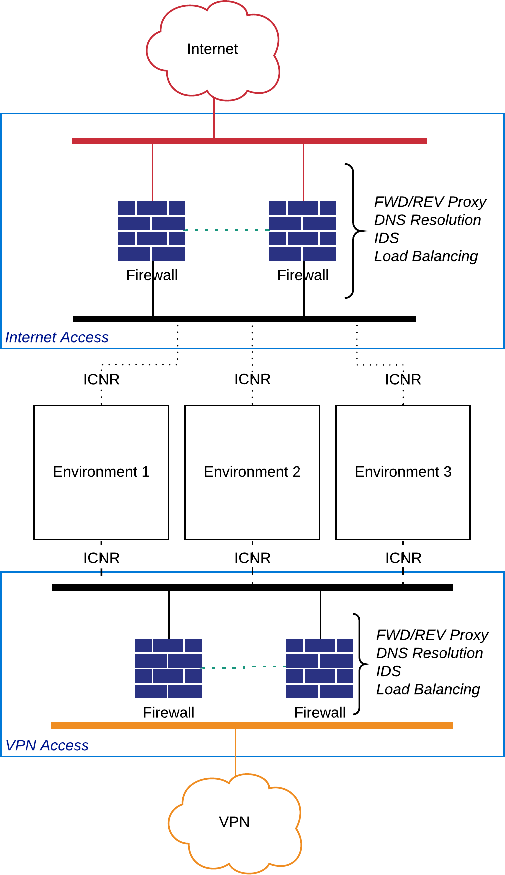 Internet
FWD/REV Proxy
DNS Resolution
IDS
Load Balancing
Firewall
Firewall
Internet Access
ICNR
ICNR
ICNR
Environment 1
Environment 2
Environment 3
ICNR
ICNR
ICNR
FWD/REV Proxy
DNS Resolution
IDS
Load Balancing
Firewall
Firewall
VPN Access
VPN